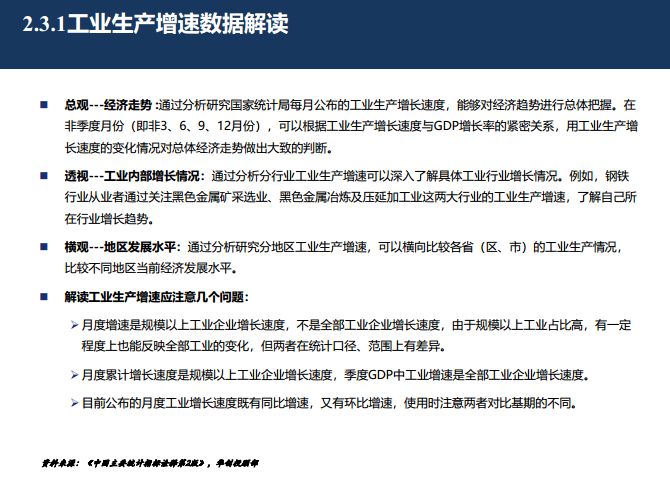 2.3.1工业生产增速数据解读
总观---经济走势 :通过分析研究国家统计局每月公布的工业生产增长速度，能够对经济趋势进行总体把握。在
非季度月份（即非3、6、9、12月份），可以根据工业生产增长速度与GDP增长率的紧密关系，用工业生产增
长速度的变化情况对总体经济走势做出大致的判断。
透视---工业内部增长情况：通过分析分行业工业生产增速可以深入了解具体工业行业增长情况。例如，钢铁
行业从业者通过关注黑色金属矿采选业、黑色金属冶炼及压延加工业这两大行业的工业生产增速，了解自己所
在行业增长趋势。
横观---地区发展水平：通过分析研究分地区工业生产增速，可以横向比较各省（区、市）的工业生产情况，
比较不同地区当前经济发展水平。
解读工业生产增速应注意几个问题：
月度增速是规模以上工业企业增长速度，不是全部工业企业增长速度，由于规模以上工业占比高，有一定
程度上也能反映全部工业的变化，但两者在统计口径、范围上有差异。
月度累计增长速度是规模以上工业企业增长速度，季度GDP中工业增速是全部工业企业增长速度。
目前公布的月度工业增长速度既有同比增速，又有环比增速，使用时注意两者对比基期的不同。
资料来源：《中国主要统计指标诠释第2版》，华创投顾部